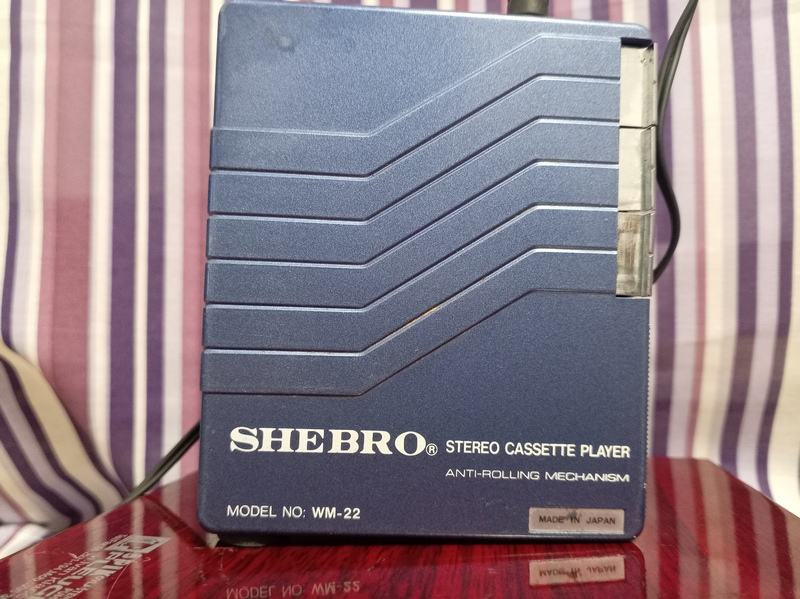 SHEBRO® STEREO CASSETTE PLAYER
ANTI-ROLLING MECHANISM
MODEL NO: WM-22
MADE IN JAPAN